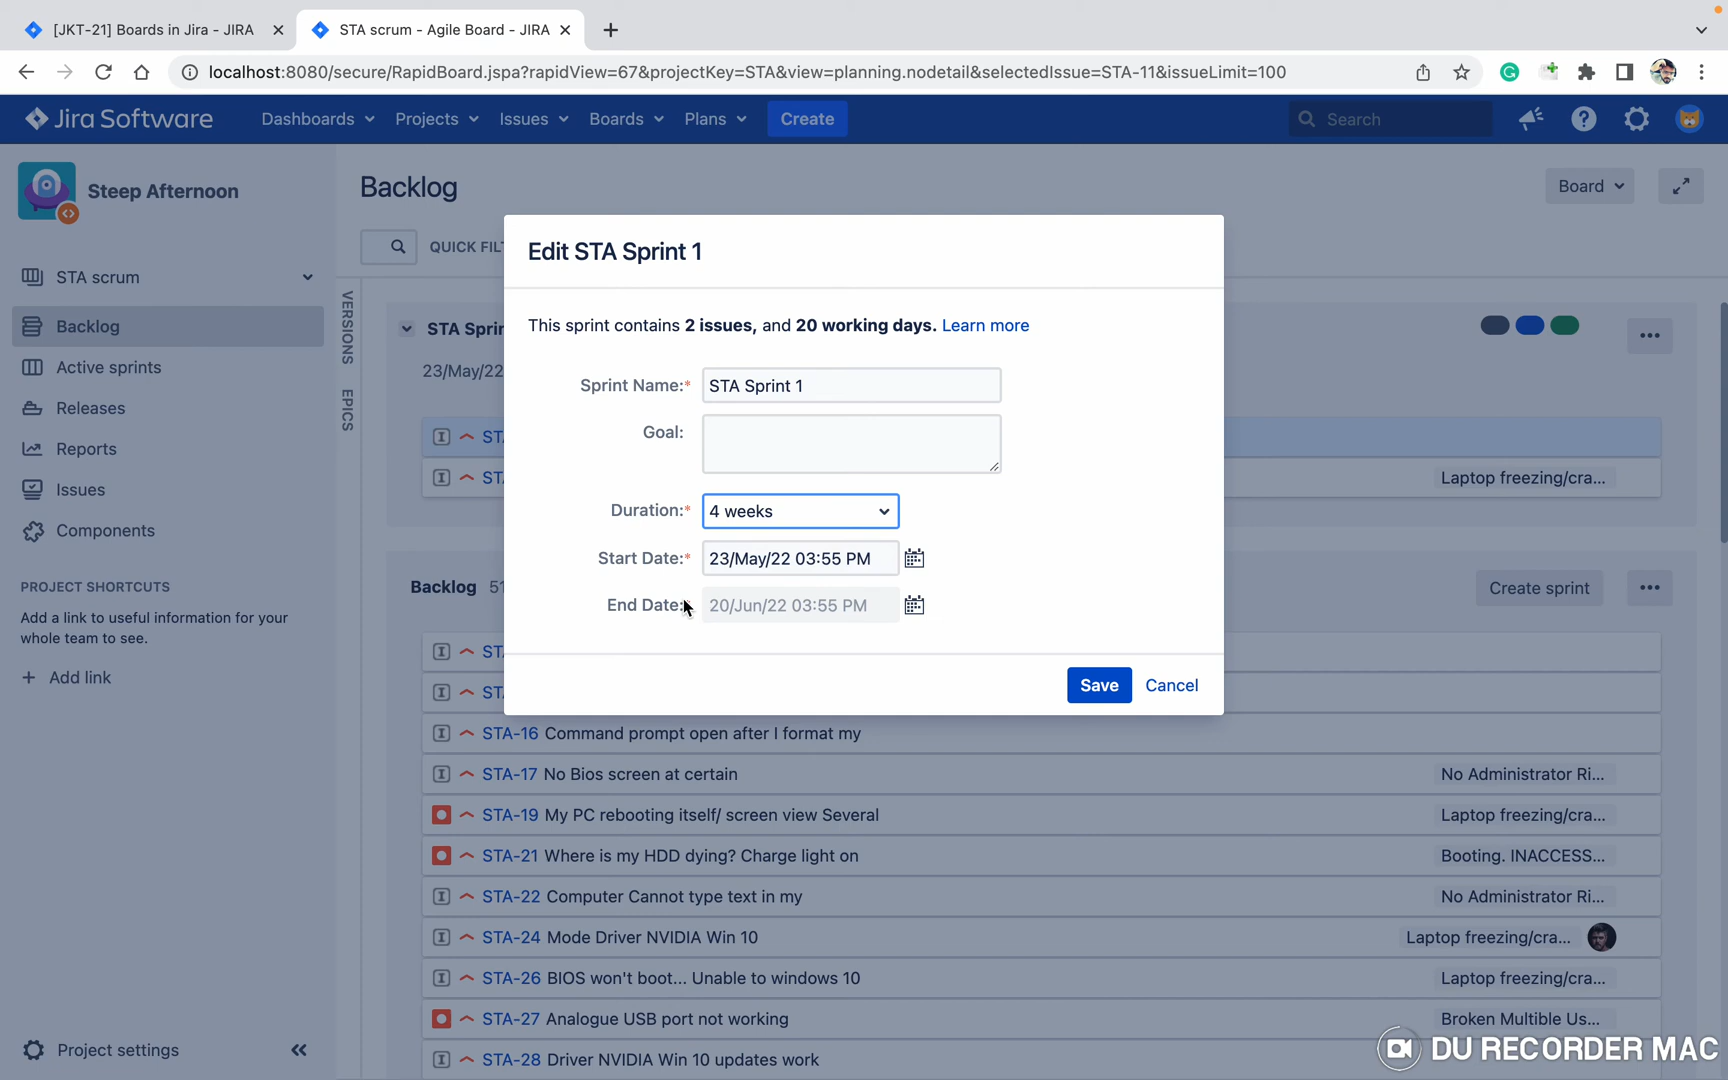 [JKT-21] Boards in Jira - JIRA
STA scrum - Agile Board - JIRA
localhost:8080/secure/RapidBoard.jspa?rapidView=67&projectKey=STA&view=planning.nodetail&selectedIssue=STA-11&issueLimit=100
Jira Software Dashboards Projects Issues Boards Plans Create Search
Steep Afternoon
Backlog
Board
QUICK FILT
STA scrum
Backlog
Active sprints
Releases
Reports
Issues
Components
PROJECT SHORTCUTS
Add a link to useful information for your
whole team to see.
+ Add link
Project settings
VERSIONS
EPICS
STA Sprin
23/May/22
ST
ST
Laptop freezing/cra...
Edit STA Sprint 1
This sprint contains 2 issues, and 20 working days. Learn more
Sprint Name:* STA Sprint 1
Goal:
Duration:* 4 weeks
Start Date:* 23/May/22 03:55 PM
End Date: 20/Jun/22 03:55 PM
Save Cancel
Backlog 51
Create sprint
ST
ST
STA-16 Command prompt open after I format my
STA-17 No Bios screen at certain No Administrator Ri...
STA-19 My PC rebooting itself/ screen view Several Laptop freezing/cra...
STA-21 Where is my HDD dying? Charge light on Booting. INACCESS...
STA-22 Computer Cannot type text in my No Administrator Ri...
STA-24 Mode Driver NVIDIA Win 10 Laptop freezing/cra...
STA-26 BIOS won't boot... Unable to windows 10 Laptop freezing/cra...
STA-27 Analogue USB port not working Broken Multiple Us...
STA-28 Driver NVIDIA Win 10 updates work
DU RECORDER MAC